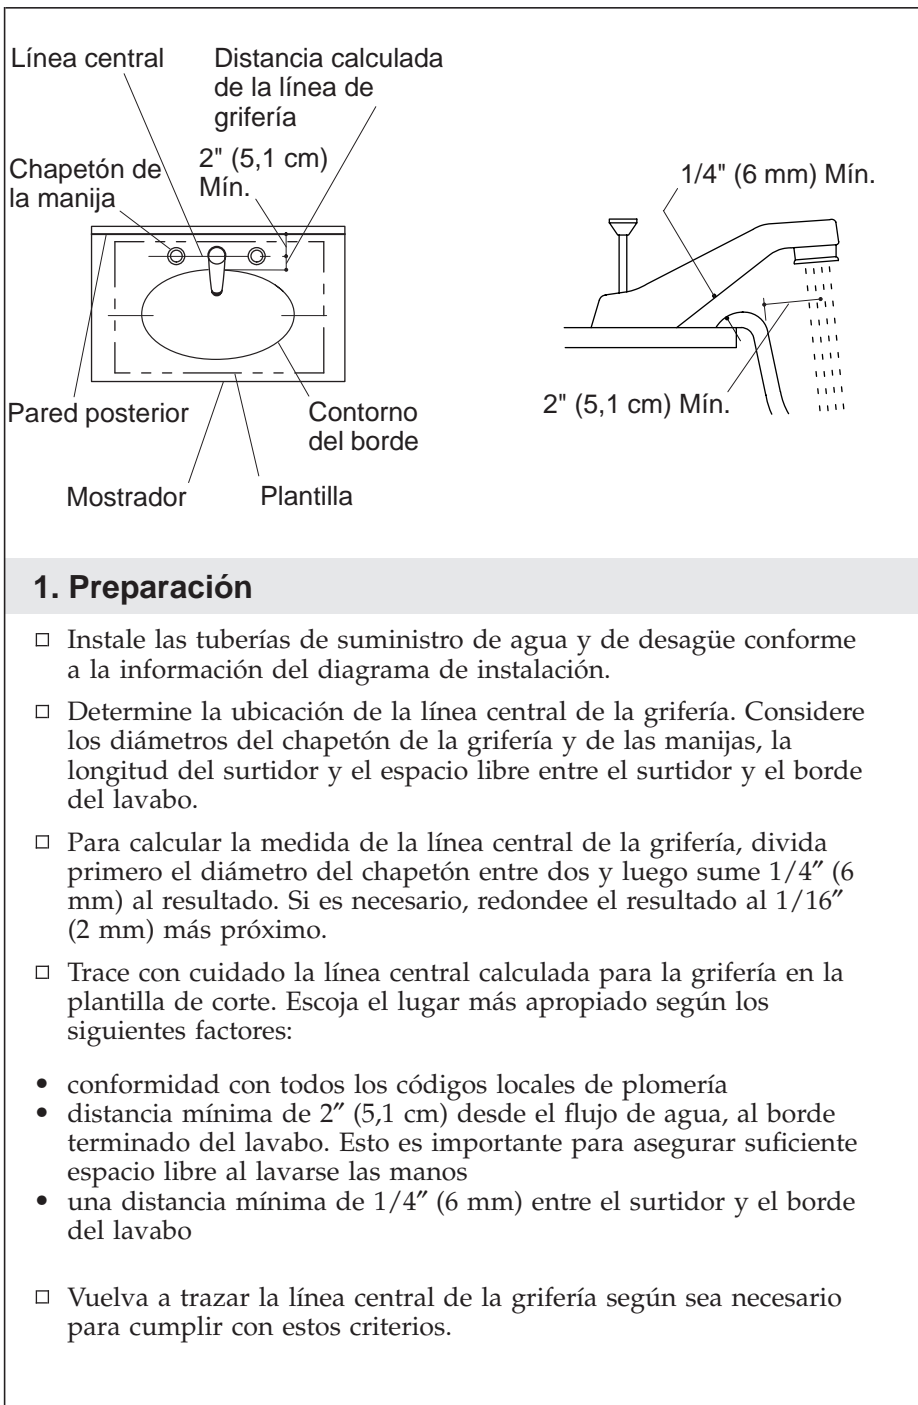 Línea central
Distancia calculada
de la línea de
grifería
2" (5,1 cm)
Mín.
Chapetón de
la manija
1/4" (6 mm) Mín.
2" (5,1 cm) Mín.
Pared posterior
Contorno
del borde
Mostrador
Plantilla
1. Preparación
□ Instale las tuberías de suministro de agua y de desagüe conforme
a la información del diagrama de instalación.
□ Determine la ubicación de la línea central de la grifería. Considere
los diámetros del chapetón de la grifería y de las manijas, la
longitud del surtidor y el espacio libre entre el surtidor y el borde
del lavabo.
□ Para calcular la medida de la línea central de la grifería, divida
primero el diámetro del chapetón entre dos y luego sume 1/4″ (6
mm) al resultado. Si es necesario, redondee el resultado al 1/16″
(2 mm) más próximo.
□ Trace con cuidado la línea central calculada para la grifería en la
plantilla de corte. Escoja el lugar más apropiado según los
siguientes factores:
• conformidad con todos los códigos locales de plomería
• distancia mínima de 2″ (5,1 cm) desde el flujo de agua, al borde
terminado del lavabo. Esto es importante para asegurar suficiente
espacio libre al lavarse las manos
• una distancia mínima de 1/4″ (6 mm) entre el surtidor y el borde
del lavabo
□ Vuelva a trazar la línea central de la grifería según sea necesario
para cumplir con estos criterios.